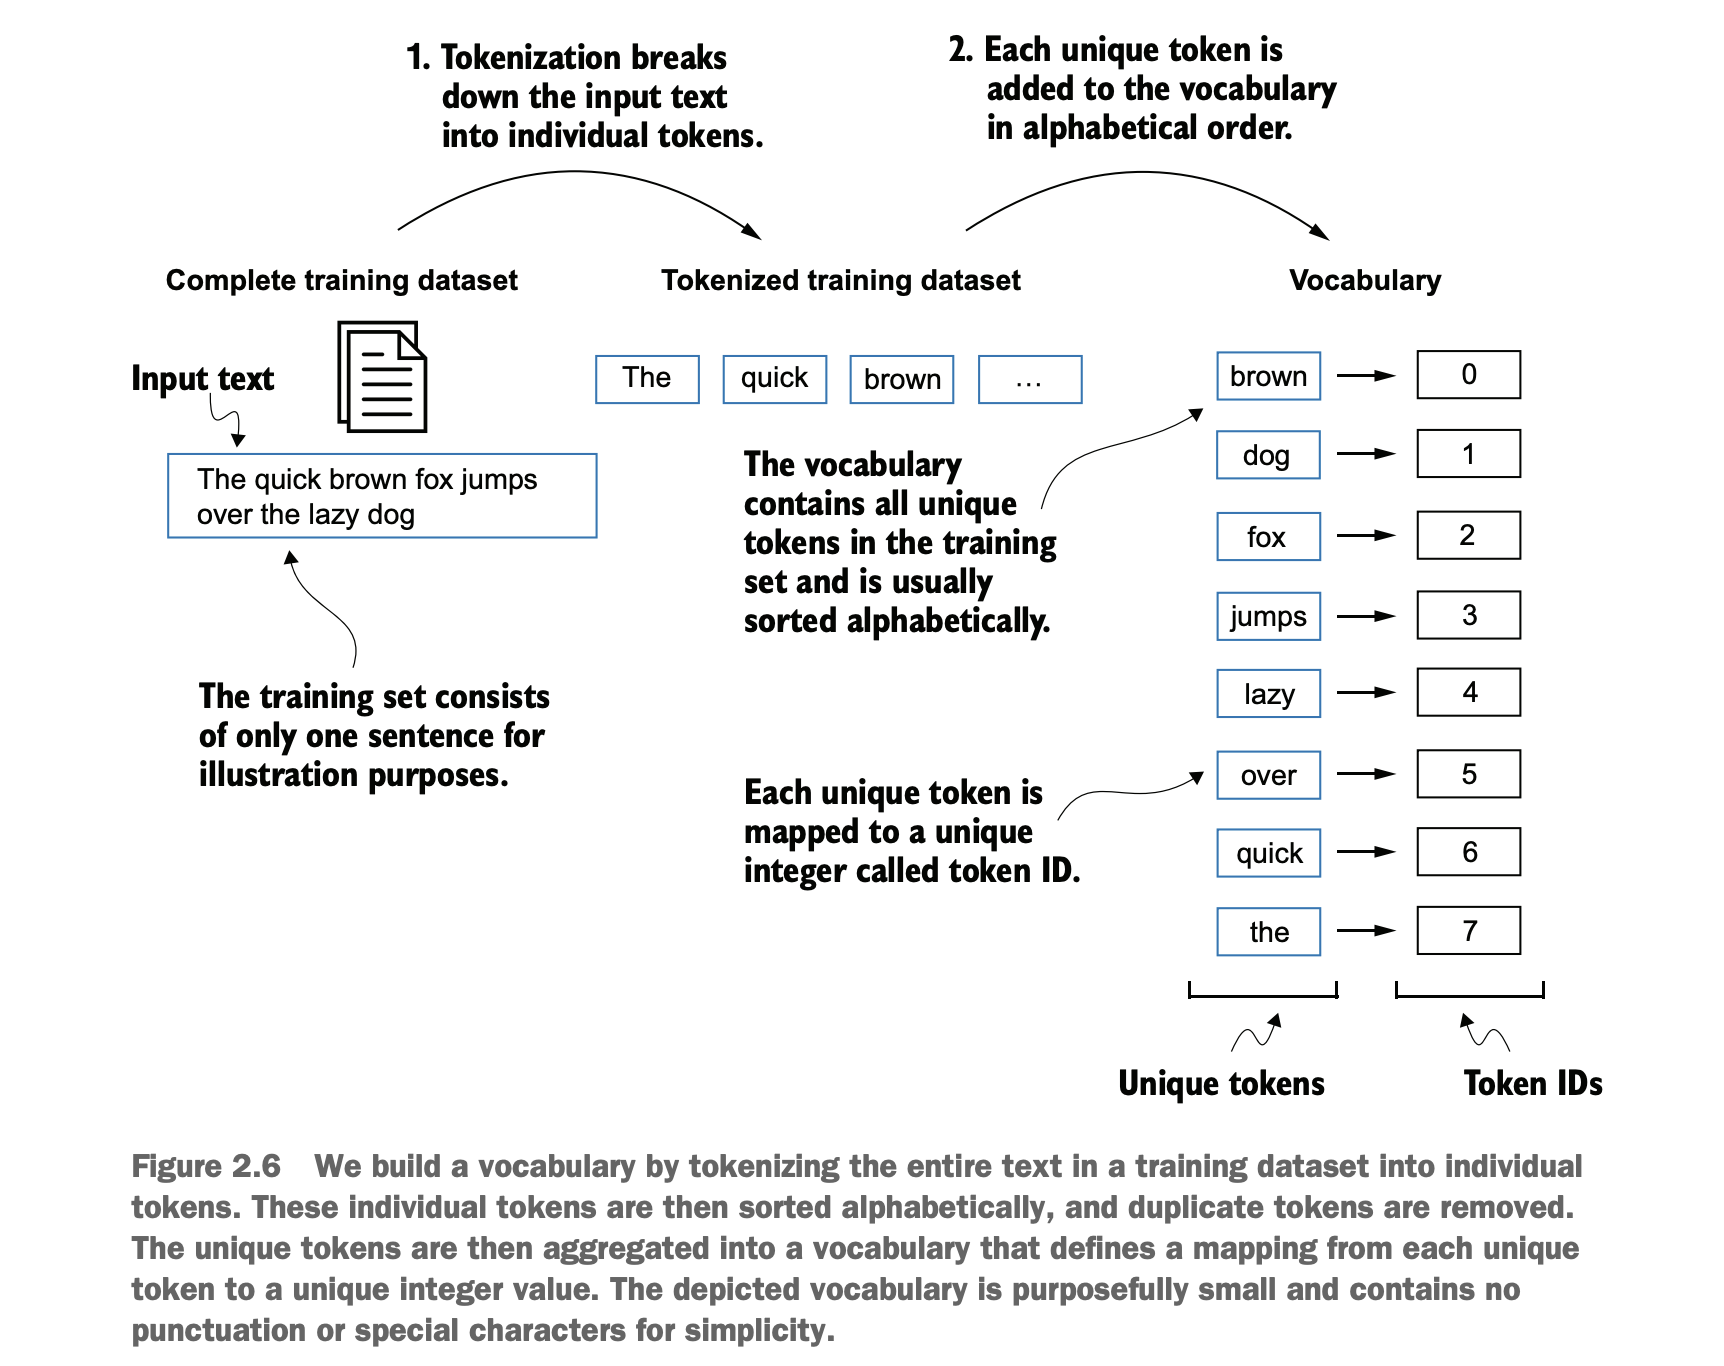 1. Tokenization breaks
down the input text
into individual tokens.
2. Each unique token is
added to the vocabulary
in alphabetical order.
Complete training dataset
Tokenized training dataset
Vocabulary
Input text
The quick brown fox jumps
over the lazy dog
The training set consists
of only one sentence for
illustration purposes.
The quick brown …
The vocabulary
contains all unique
tokens in the training
set and is usually
sorted alphabetically.
Each unique token is
mapped to a unique
integer called token ID.
brown 0
dog 1
fox 2
jumps 3
lazy 4
over 5
quick 6
the 7
Unique tokens
Token IDs
Figure 2.6 We build a vocabulary by tokenizing the entire text in a training dataset into individual
tokens. These individual tokens are then sorted alphabetically, and duplicate tokens are removed.
The unique tokens are then aggregated into a vocabulary that defines a mapping from each unique
token to a unique integer value. The depicted vocabulary is purposefully small and contains no
punctuation or special characters for simplicity.